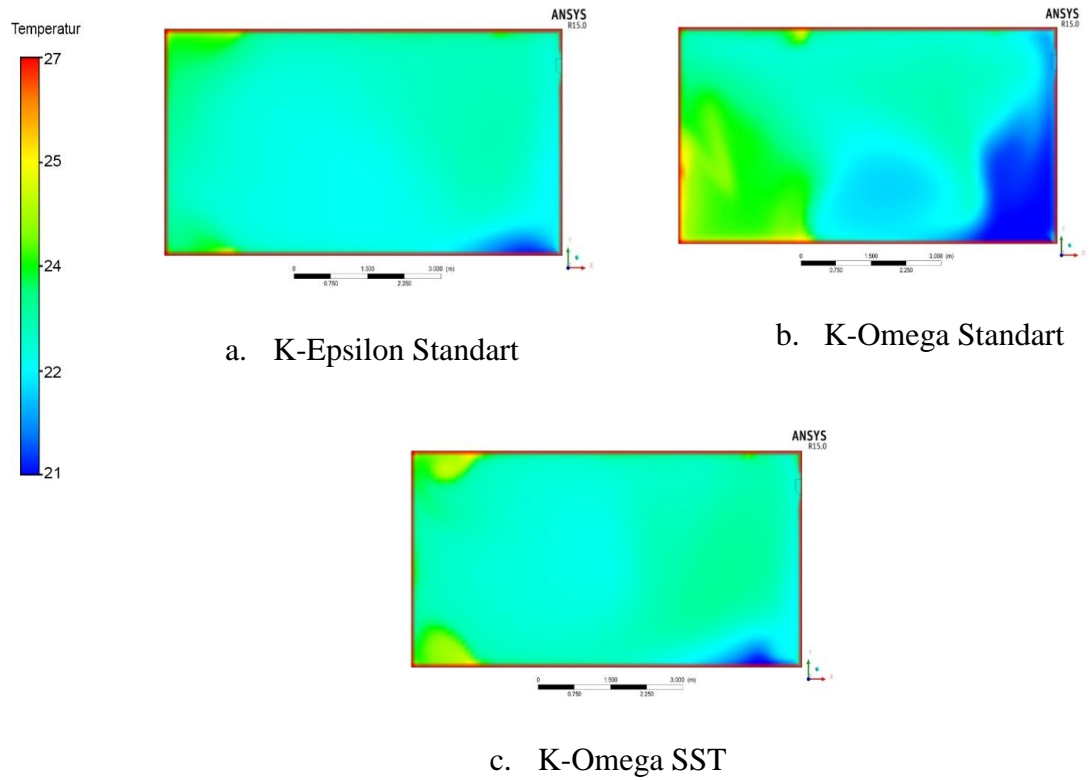 Temperatur
27
25
24
22
21
ANSYS
R15.0
0 1.500 3.000 (m)
0.750 2.250
a. K-Epsilon Standart
ANSYS
R15.0
0 1.500 3.000 (m)
0.750 2.250
b. K-Omega Standart
ANSYS
R15.0
0 1.500 3.000 (m)
0.750 2.250
c. K-Omega SST